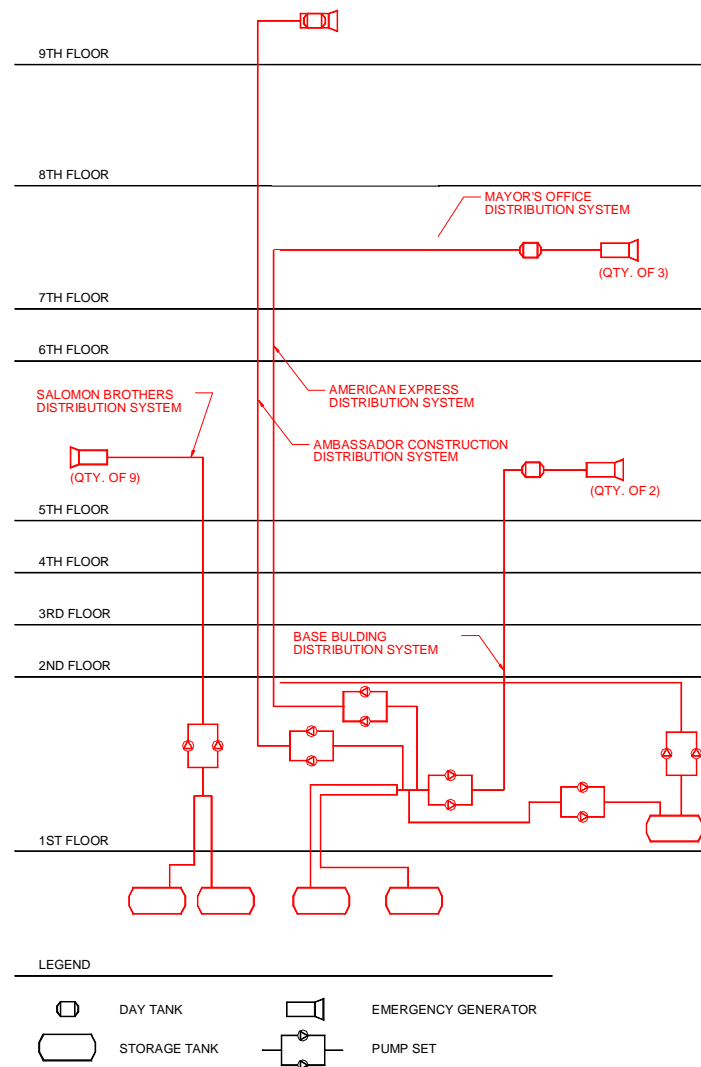 9TH FLOOR
8TH FLOOR
MAYOR'S OFFICE
DISTRIBUTION SYSTEM
(QTY. OF 3)
7TH FLOOR
6TH FLOOR
SALOMON BROTHERS
DISTRIBUTION SYSTEM
AMERICAN EXPRESS
DISTRIBUTION SYSTEM
AMBASSADOR CONSTRUCTION
DISTRIBUTION SYSTEM
(QTY. OF 9)
(QTY. OF 2)
5TH FLOOR
4TH FLOOR
3RD FLOOR
BASE BULDING
DISTRIBUTION SYSTEM
2ND FLOOR
1ST FLOOR
LEGEND
DAY TANK
EMERGENCY GENERATOR
STORAGE TANK
PUMP SET